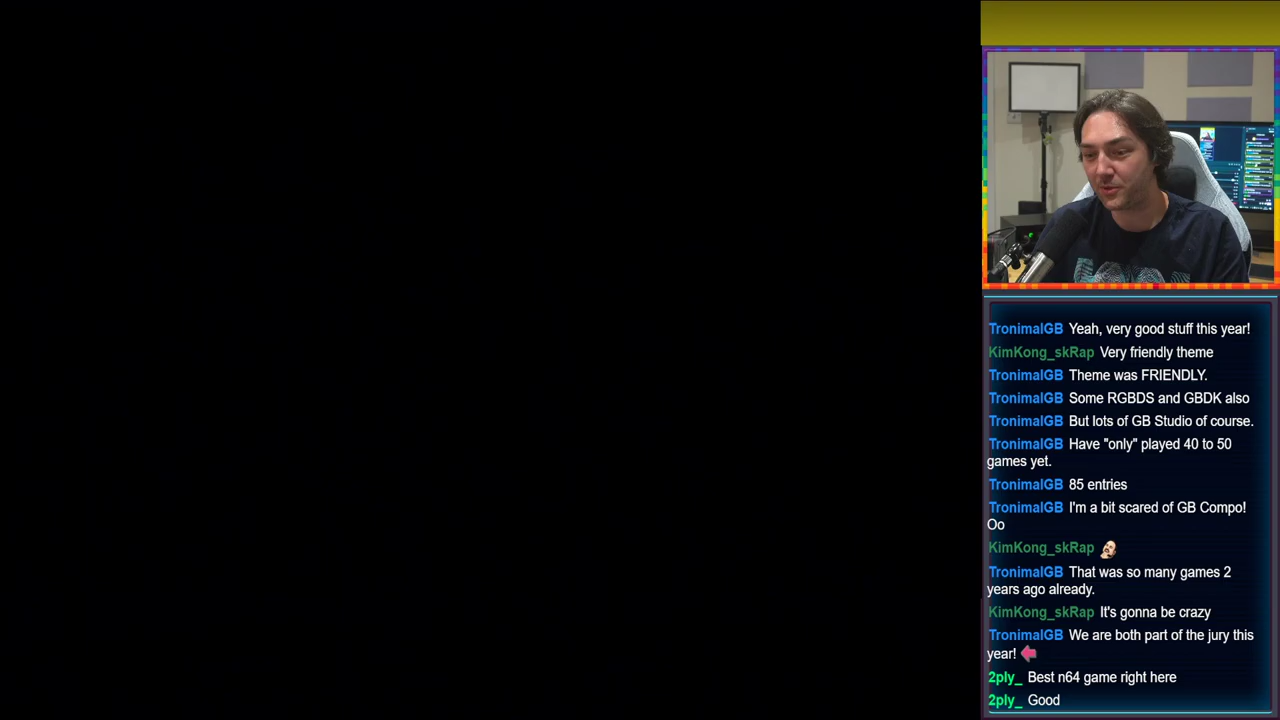 TronimalGB Yeah, very good stuff this year!
KimKong_skRap Very friendly theme
TronimalGB Theme was FRIENDLY.
TronimalGB Some RGBDS and GBDK also
TronimalGB But lots of GB Studio of course.
TronimalGB Have "only" played 40 to 50
games yet.
TronimalGB 85 entries
TronimalGB I'm a bit scared of GB Compo!
Oo
KimKong_skRap
TronimalGB That was so many games 2
years ago already.
KimKong_skRap It's gonna be crazy
TronimalGB We are both part of the jury this
year!
2ply_ Best n64 game right here
2ply_ Good